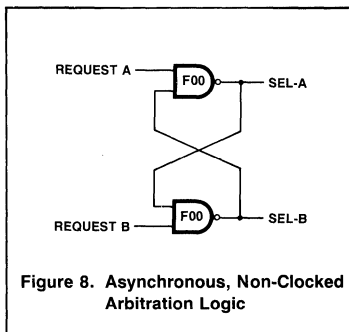 REQUEST A
F00
SEL-A
F00
SEL-B
REQUEST B
Figure 8. Asynchronous, Non-Clocked
Arbitration Logic